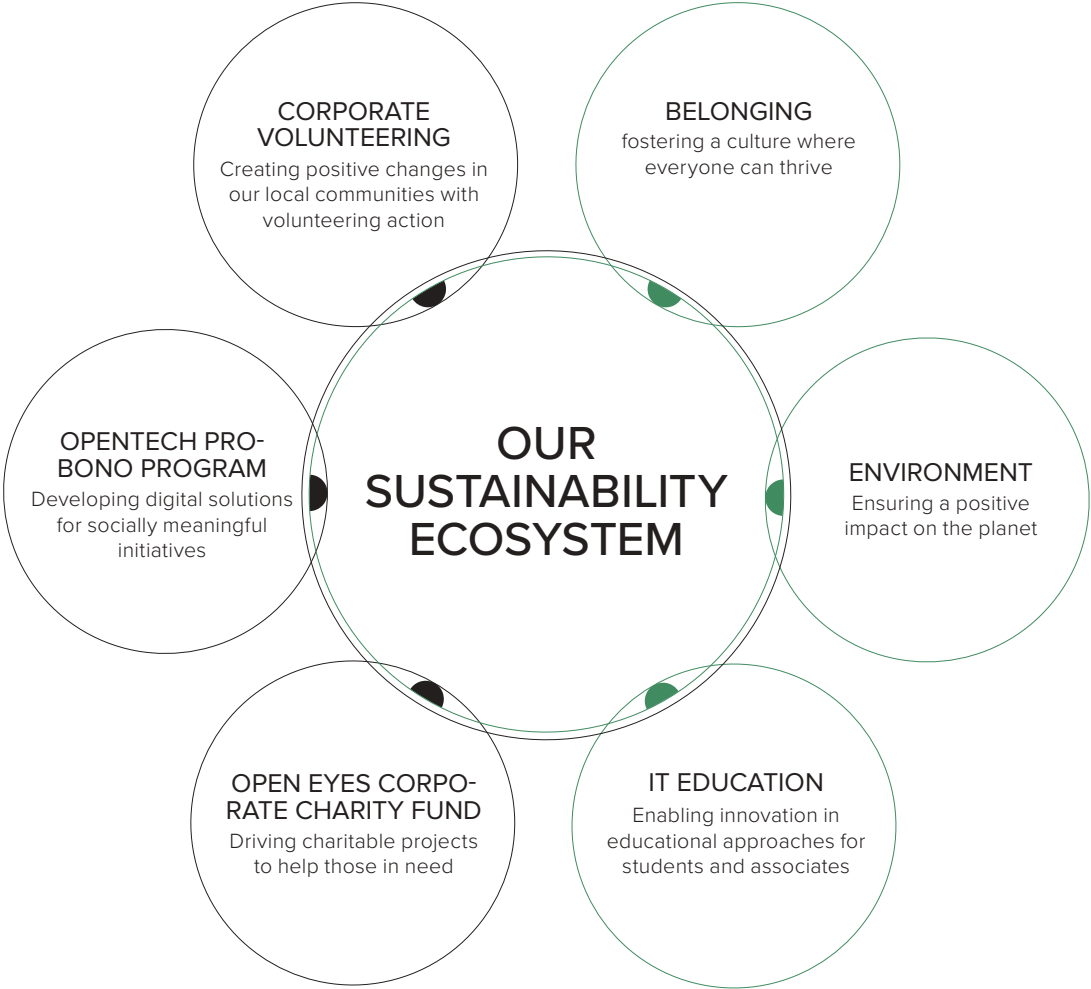 CORPORATE
VOLUNTEERING
Creating positive changes in
our local communities with
volunteering action
BELONGING
fostering a culture where
everyone can thrive
OPENTECH PRO-
BONO PROGRAM
Developing digital solutions
for socially meaningful
initiatives
OUR
SUSTAINABILITY
ECOSYSTEM
ENVIRONMENT
Ensuring a positive
impact on the planet
OPEN EYES CORPO-
RATE CHARITY FUND
Driving charitable projects
to help those in need
IT EDUCATION
Enabling innovation in
educational approaches for
students and associates